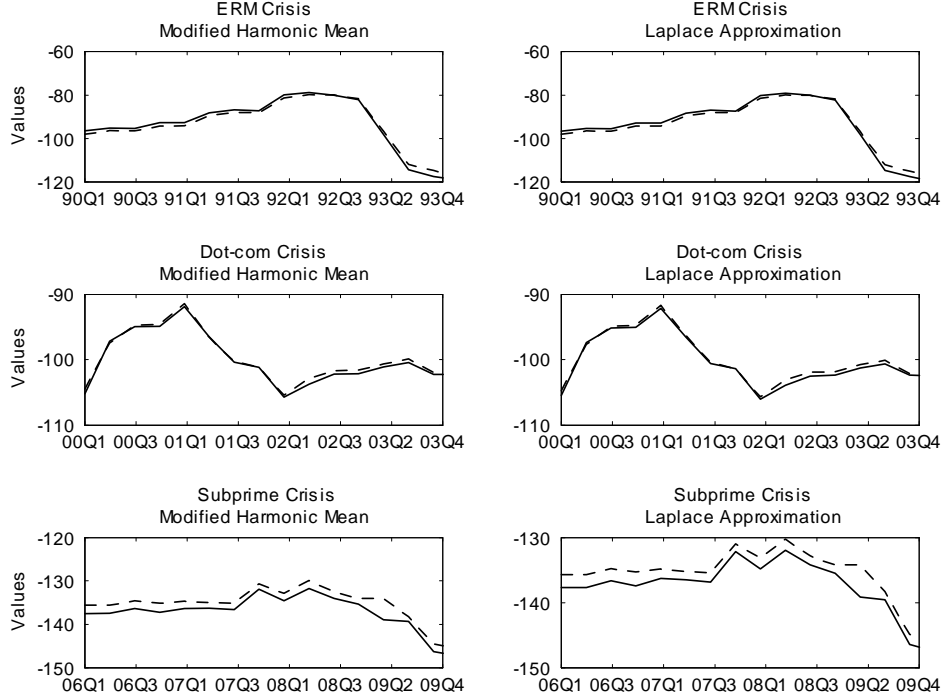 ERM Crisis
Modified Harmonic Mean
-60
-80
-100
-120
Values
90Q1 90Q3 91Q1 91Q3 92Q1 92Q3 93Q2 93Q4
ERM Crisis
Laplace Approximation
-60
-80
-100
-120
90Q1 90Q3 91Q1 91Q3 92Q1 92Q3 93Q2 93Q4
Dot-com Crisis
Modified Harmonic Mean
-90
-100
-110
Values
00Q1 00Q3 01Q1 01Q3 02Q1 02Q3 03Q2 03Q4
Dot-com Crisis
Laplace Approximation
-90
-100
-110
00Q1 00Q3 01Q1 01Q3 02Q1 02Q3 03Q2 03Q4
Subprime Crisis
Modified Harmonic Mean
-120
-130
-140
-150
Values
06Q1 06Q3 07Q1 07Q3 08Q1 08Q3 09Q2 09Q4
Subprime Crisis
Laplace Approximation
-130
-140
-150
06Q1 06Q3 07Q1 07Q3 08Q1 08Q3 09Q2 09Q4